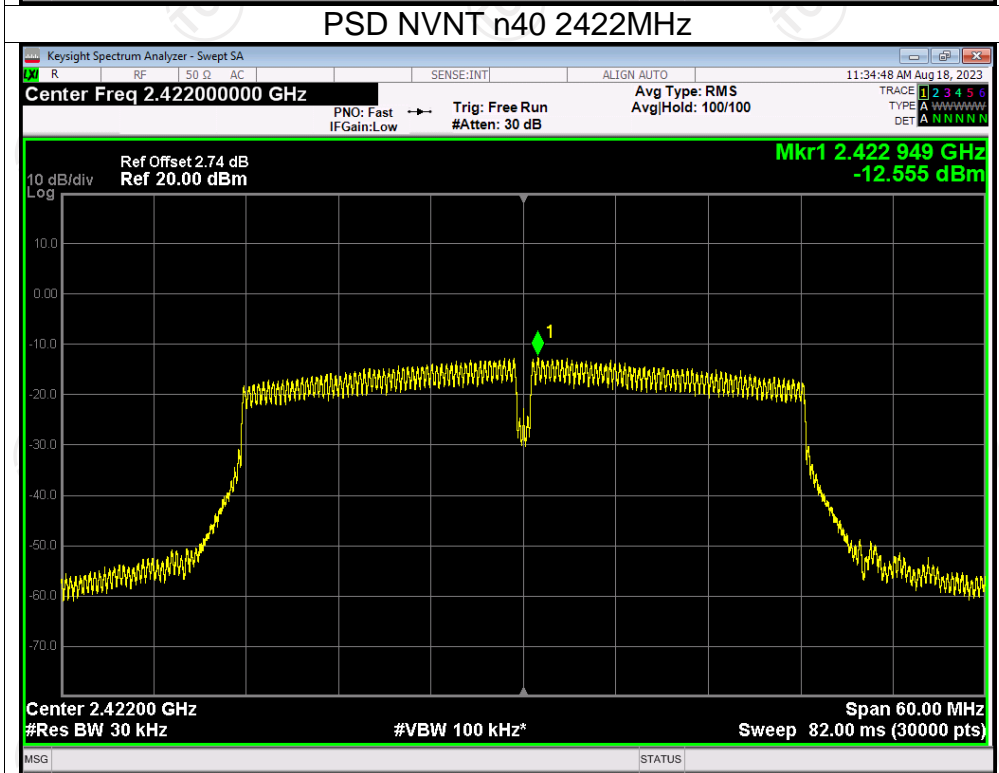 PSD NVNT n40 2422MHz
Keysight Spectrum Analyzer - Swept SA
LXI R RF 50 Ω AC SENSE:INT ALIGN AUTO 11:34:48 AM Aug 18, 2023
Center Freq 2.422000000 GHz
PNO: Fast
IFGain:Low
Trig: Free Run
#Atten: 30 dB
Avg Type: RMS
Avg|Hold: 100/100
TRACE 1 2 3 4 5 6
TYPE A WWWWW
DET A N N N N N
Mkr1 2.422 949 GHz
-12.555 dBm
Ref Offset 2.74 dB
10 dB/div Ref 20.00 dBm
Log
10.0
0.00
1
-10.0
-20.0
-30.0
-40.0
-50.0
-60.0
-70.0
Center 2.42200 GHz Span 60.00 MHz
#Res BW 30 kHz #VBW 100 kHz* Sweep 82.00 ms (30000 pts)
MSG STATUS